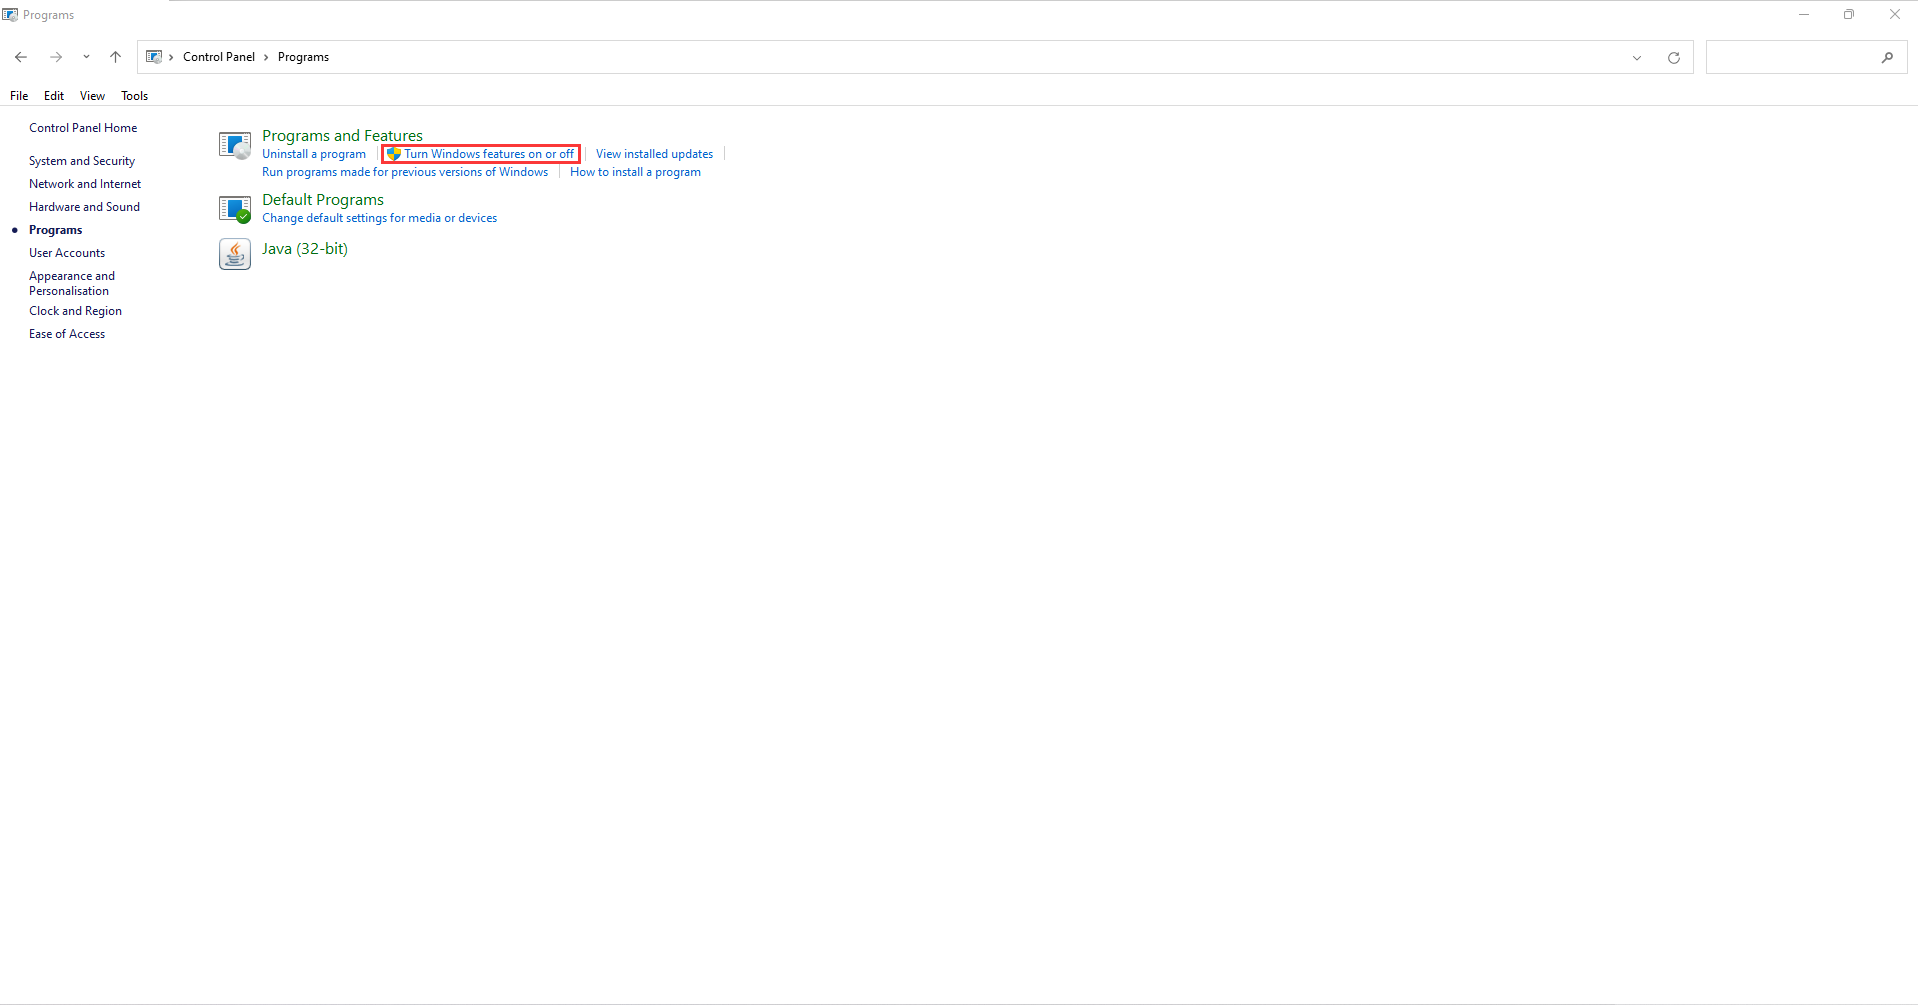 Programs
Control Panel Programs
File Edit View Tools
Control Panel Home
System and Security
Network and Internet
Hardware and Sound
Programs
User Accounts
Appearance and
Personalisation
Clock and Region
Ease of Access
Programs and Features
Uninstall a program Turn Windows features on or off View installed updates
Run programs made for previous versions of Windows How to install a program
Default Programs
Change default settings for media or devices
Java (32-bit)